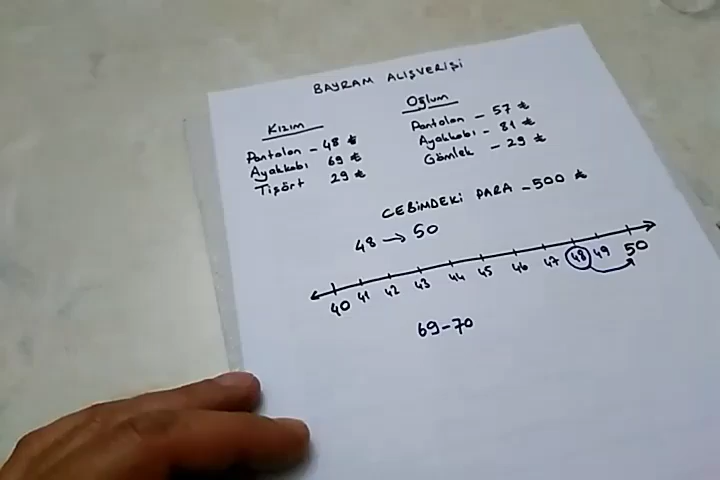 BAYRAM ALIŞVERİŞİ
Kızım
Pantolon - 48 ₺
Ayakkabı 69 ₺
Tişört 29 ₺
Oğlum
Pantolon - 57 ₺
Ayakkabı - 81 ₺
Gömlek - 29 ₺
CEBİMDEKİ PARA - 500 ₺
48 → 50
40 41 42 43 44 45 46 47 48 49 50
69-70